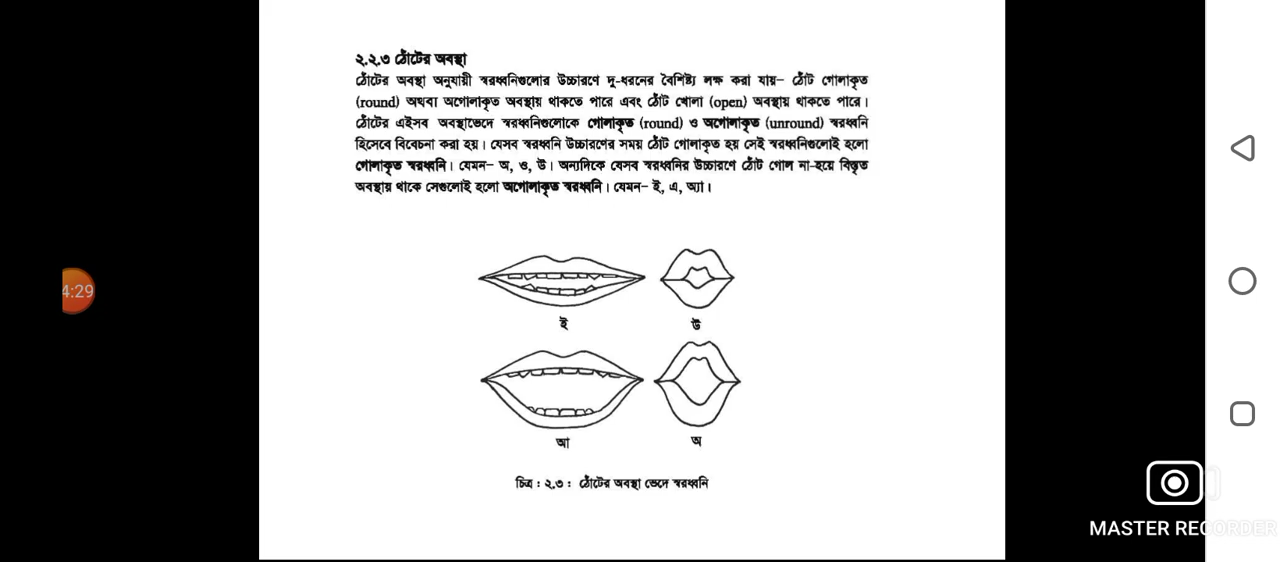 ২.২.৩ ঠোঁটের অবস্থা
ঠোঁটের অবস্থা অনুযায়ী স্বরধ্বনিগুলোর উচ্চারণে দু-ধরনের বৈশিষ্ট্য লক্ষ করা যায়– ঠোঁট গোলাকৃত
(round) অথবা অগোলাকৃত অবস্থায় থাকতে পারে এবং ঠোঁট খোলা (open) অবস্থায় থাকতে পারে।
ঠোঁটের এইসব অবস্থাভেদে স্বরধ্বনিগুলোকে গোলাকৃত (round) ও অগোলাকৃত (unround) স্বরধ্বনি
হিসেবে বিবেচনা করা হয়। যেসব স্বরধ্বনি উচ্চারণের সময় ঠোঁট গোলাকৃত হয় সেই স্বরধ্বনিগুলোই হলো
গোলাকৃত স্বরধ্বনি। যেমন– অ, ও, উ। অন্যদিকে যেসব স্বরধ্বনির উচ্চারণে ঠোঁট গোল না-হয়ে বিস্তৃত
অবস্থায় থাকে সেগুলোই হলো অগোলাকৃত স্বরধ্বনি। যেমন– ই, এ, অ্যা।
4:29
ই
উ
আ
অ
চিত্র : ২.৩ : ঠোঁটের অবস্থা ভেদে স্বরধ্বনি
MASTER RECORDER